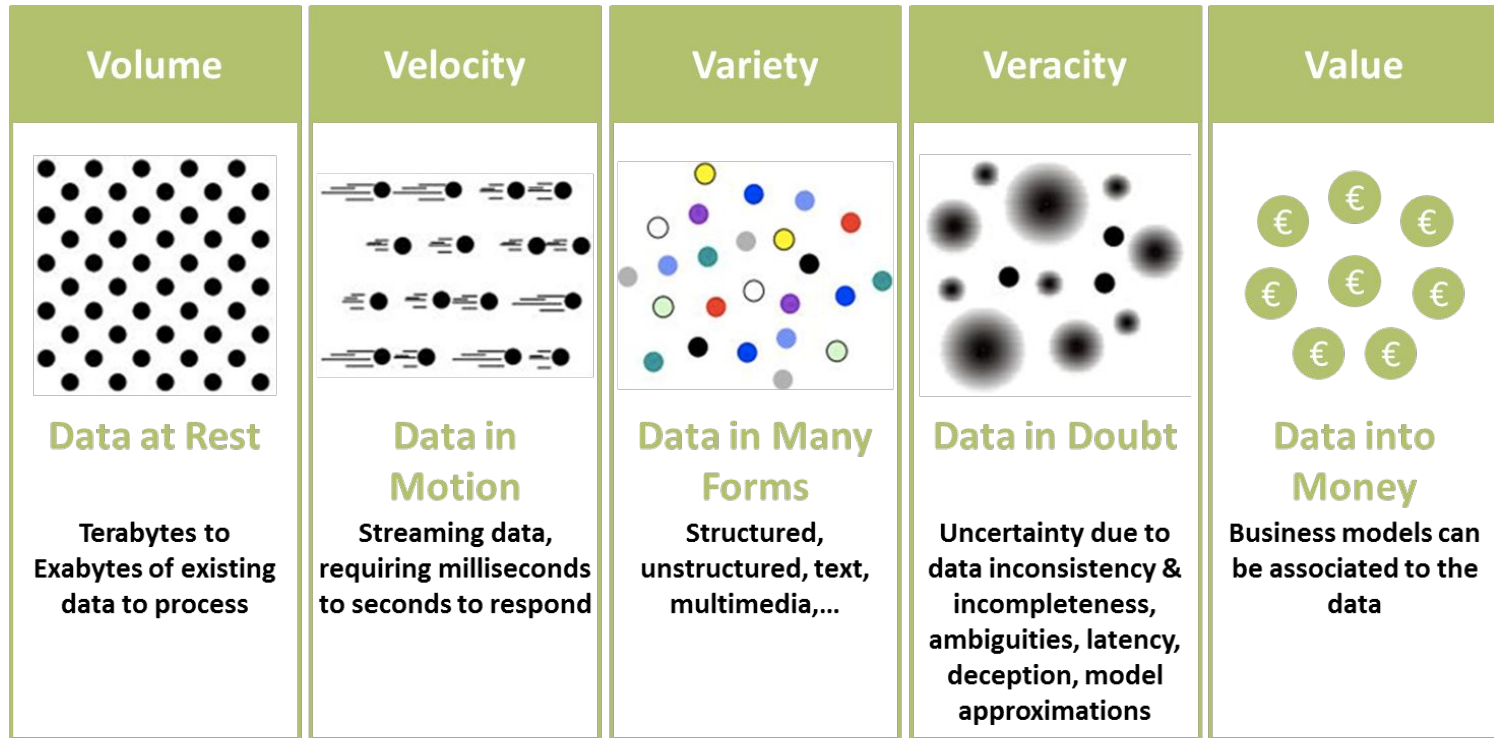 Volume
Velocity
Variety
Veracity
Value
€
€
€
€
€
€
€
€
Data at Rest
Data in
Motion
Data in Many
Forms
Data in Doubt
Data into
Money
Terabytes to
Exabytes of existing
data to process
Streaming data,
requiring milliseconds
to seconds to respond
Structured,
unstructured, text,
multimedia,...
Uncertainty due to
data inconsistency &
incompleteness,
ambiguities, latency,
deception, model
approximations
Business models can
be associated to the
data